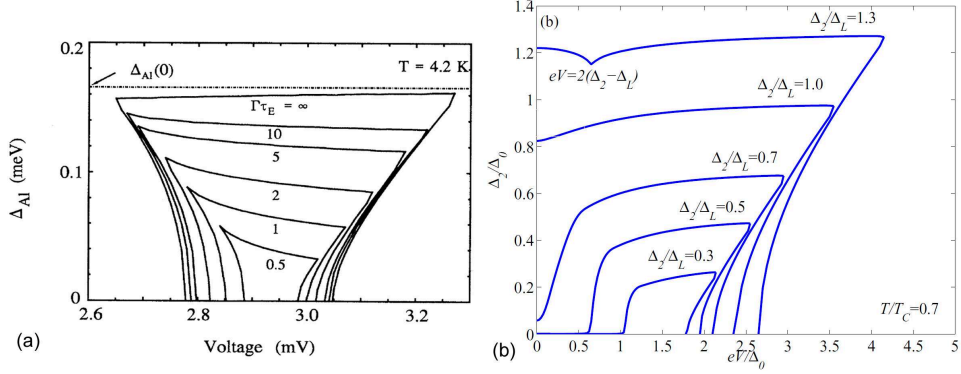 (a)
0.2
0.1
0
Δ_Al (meV)
Δ_Al(0)
T = 4.2 K
Γτ_E = ∞
10
5
2
1
0.5
2.6
2.8
3.0
3.2
Voltage (mV)
(a)
(b)
1.4
1.2
1
0.8
0.6
0.4
0.2
0
Δ_2/Δ_0
Δ_2/Δ_L=1.3
eV=2(Δ_2−Δ_L)
Δ_2/Δ_L=1.0
Δ_2/Δ_L=0.7
Δ_2/Δ_L=0.5
Δ_2/Δ_L=0.3
T/T_C=0.7
0
0.5
1
1.5
2
2.5
3
3.5
4
4.5
5
eV/Δ_0
(b)